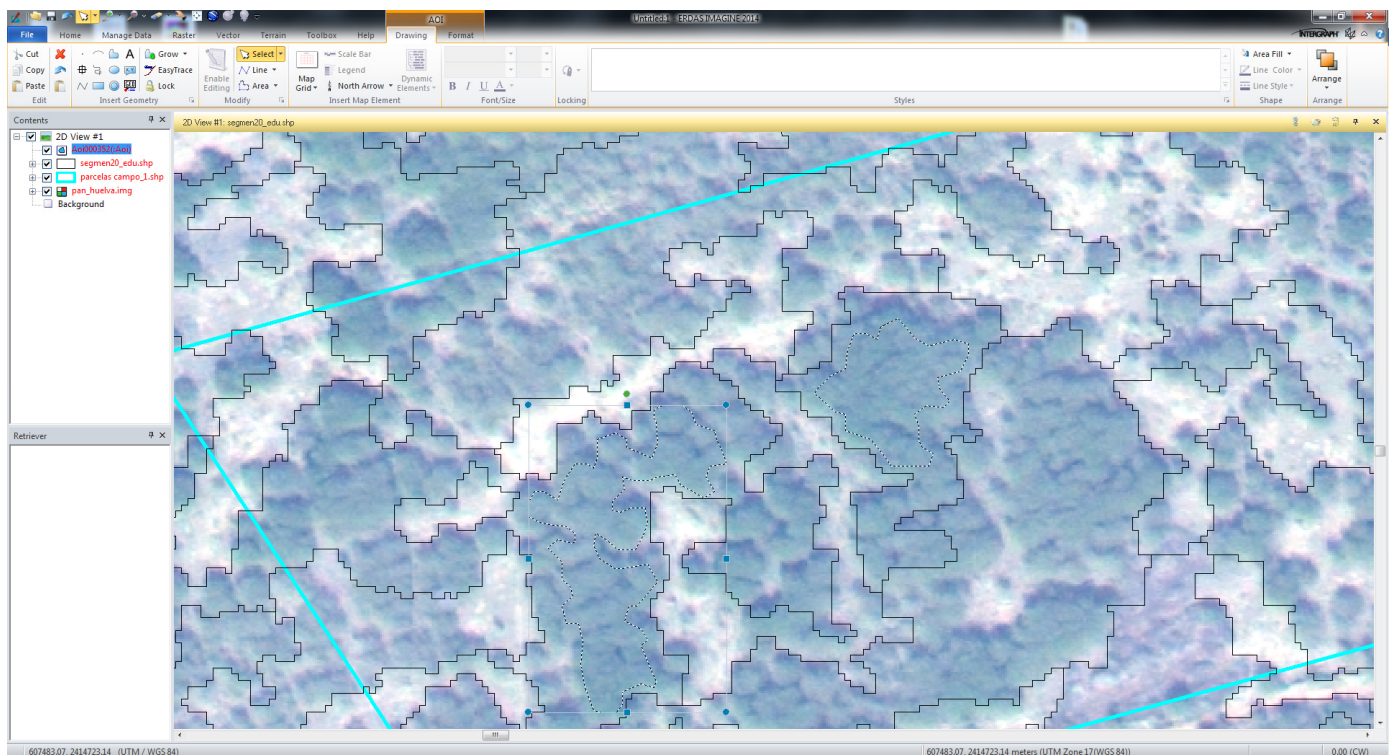 AOI
Untitled:1 - ERDAS IMAGINE 2014
File Home Manage Data Raster Vector Terrain Toolbox Help Drawing Format
INTERGRAPH
Cut
Copy
Paste
Edit
A Grow
EasyTrace
Lock
Insert Geometry
Enable Editing
Select
Line
Area
Modify
Map Grid
Scale Bar
Legend
North Arrow
Dynamic Elements
Insert Map Element
B I U A
Font/Size
Locking
Styles
Area Fill
Line Color
Line Style
Shape
Arrange
Arrange
Contents
2D View #1
Aoi000352(:Aoi)
segmen20_edu.shp
parcelas campo_1.shp
pan_huelva.img
Background
Retriever
2D View #1: segmen20_edu.shp
607483.07, 2414723.14 (UTM / WGS 84)
607483.07, 2414723.14 meters (UTM Zone 17(WGS 84))
0.00 (CW)